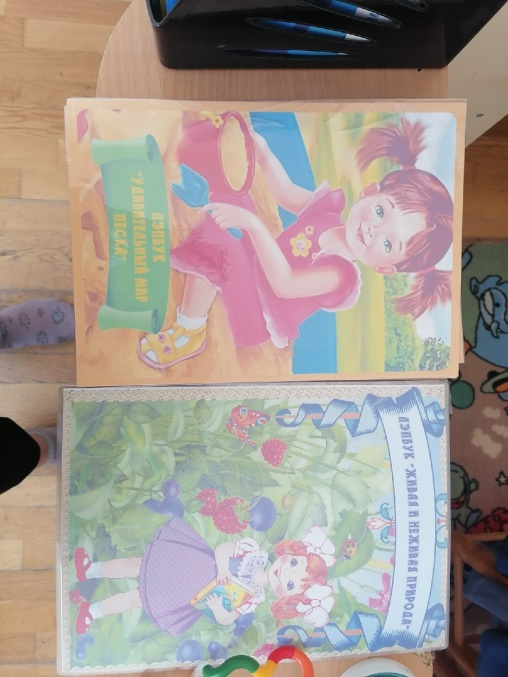 ЛЭПБУК
"УДИВИТЕЛЬНЫЙ МИР
ПЕСКА"
ЛЭПБУК "ЖИВАЯ И НЕЖИВАЯ ПРИРОДА"